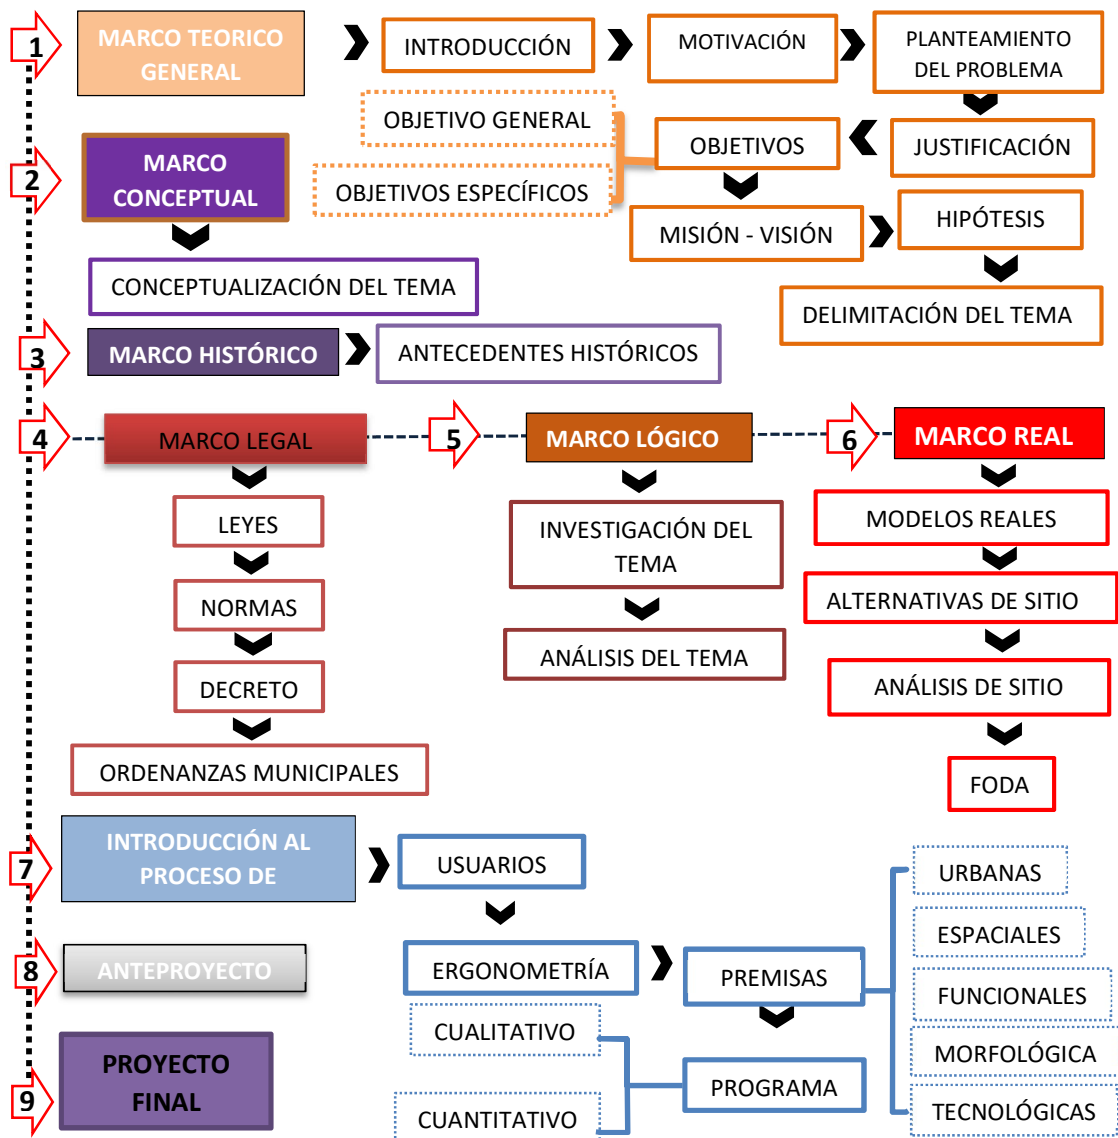 1
MARCO TEORICO
GENERAL
INTRODUCCIÓN
MOTIVACIÓN
PLANTEAMIENTO
DEL PROBLEMA
JUSTIFICACIÓN
OBJETIVOS
OBJETIVO GENERAL
OBJETIVOS ESPECÍFICOS
MISIÓN - VISIÓN
HIPÓTESIS
DELIMITACIÓN DEL TEMA
2
MARCO
CONCEPTUAL
CONCEPTUALIZACIÓN DEL TEMA
3
MARCO HISTÓRICO
ANTECEDENTES HISTÓRICOS
4
MARCO LEGAL
LEYES
NORMAS
DECRETO
ORDENANZAS MUNICIPALES
5
MARCO LÓGICO
INVESTIGACIÓN DEL
TEMA
ANÁLISIS DEL TEMA
6
MARCO REAL
MODELOS REALES
ALTERNATIVAS DE SITIO
ANÁLISIS DE SITIO
FODA
7
INTRODUCCIÓN AL
PROCESO DE
USUARIOS
ERGONOMETRÍA
PREMISAS
URBANAS
ESPACIALES
FUNCIONALES
MORFOLÓGICA
TECNOLÓGICAS
PROGRAMA
CUALITATIVO
CUANTITATIVO
8
ANTEPROYECTO
9
PROYECTO
FINAL